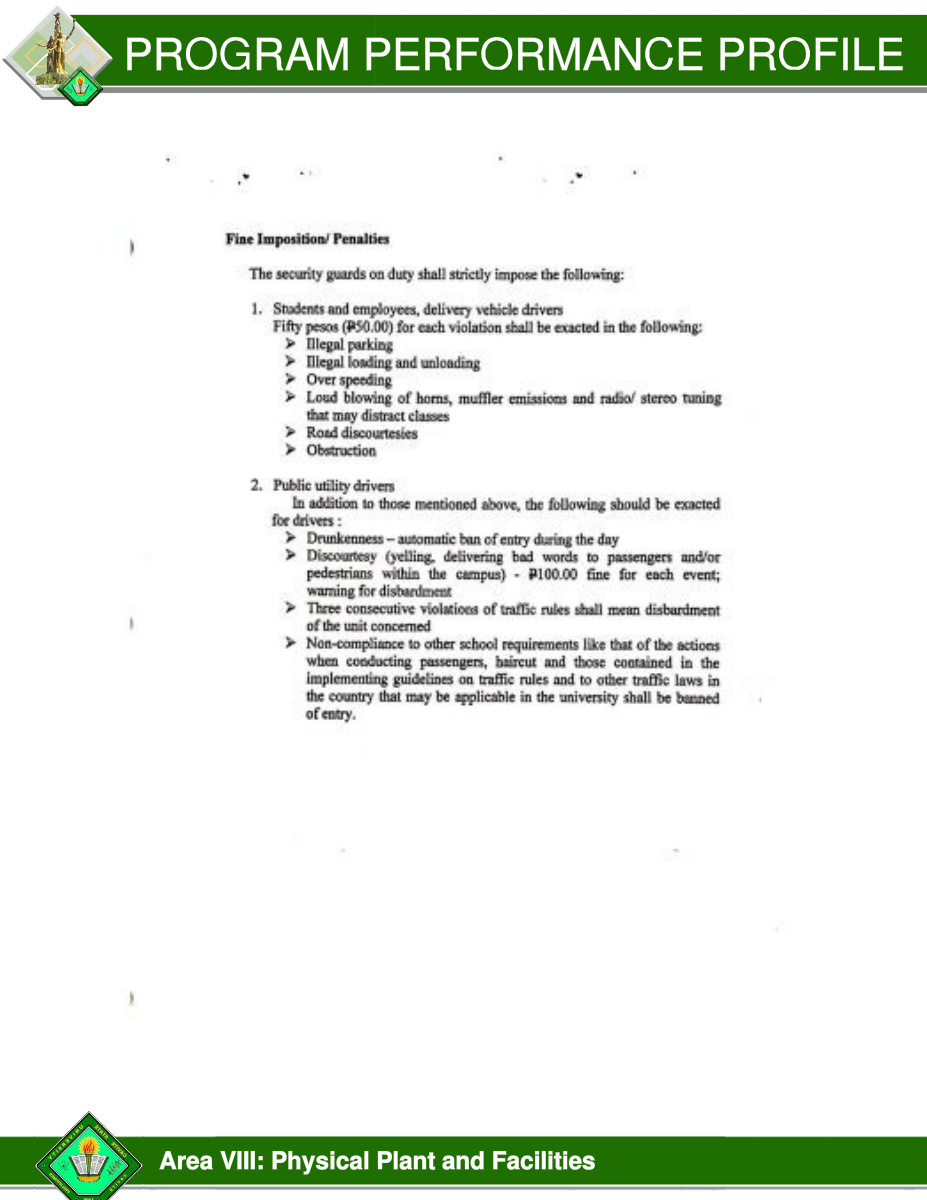 PROGRAM PERFORMANCE PROFILE
Fine Imposition/ Penalties
The security guards on duty shall strictly impose the following:
1. Students and employees, delivery vehicle drivers
Fifty pesos (₱50.00) for each violation shall be exacted in the following:
➢ Illegal parking
➢ Illegal loading and unloading
➢ Over speeding
➢ Loud blowing of horns, muffler emissions and radio/ stereo tuning
that may distract classes
➢ Road discourtesies
➢ Obstruction
2. Public utility drivers
In addition to those mentioned above, the following should be exacted
for drivers :
➢ Drunkenness – automatic ban of entry during the day
➢ Discourtesy (yelling, delivering bad words to passengers and/or
pedestrians within the campus) - ₱100.00 fine for each event;
warning for disbardment
➢ Three consecutive violations of traffic rules shall mean disbardment
of the unit concerned
➢ Non-compliance to other school requirements like that of the actions
when conducting passengers, haircut and those contained in the
implementing guidelines on traffic rules and to other traffic laws in
the country that may be applicable in the university shall be banned
of entry.
Area VIII: Physical Plant and Facilities